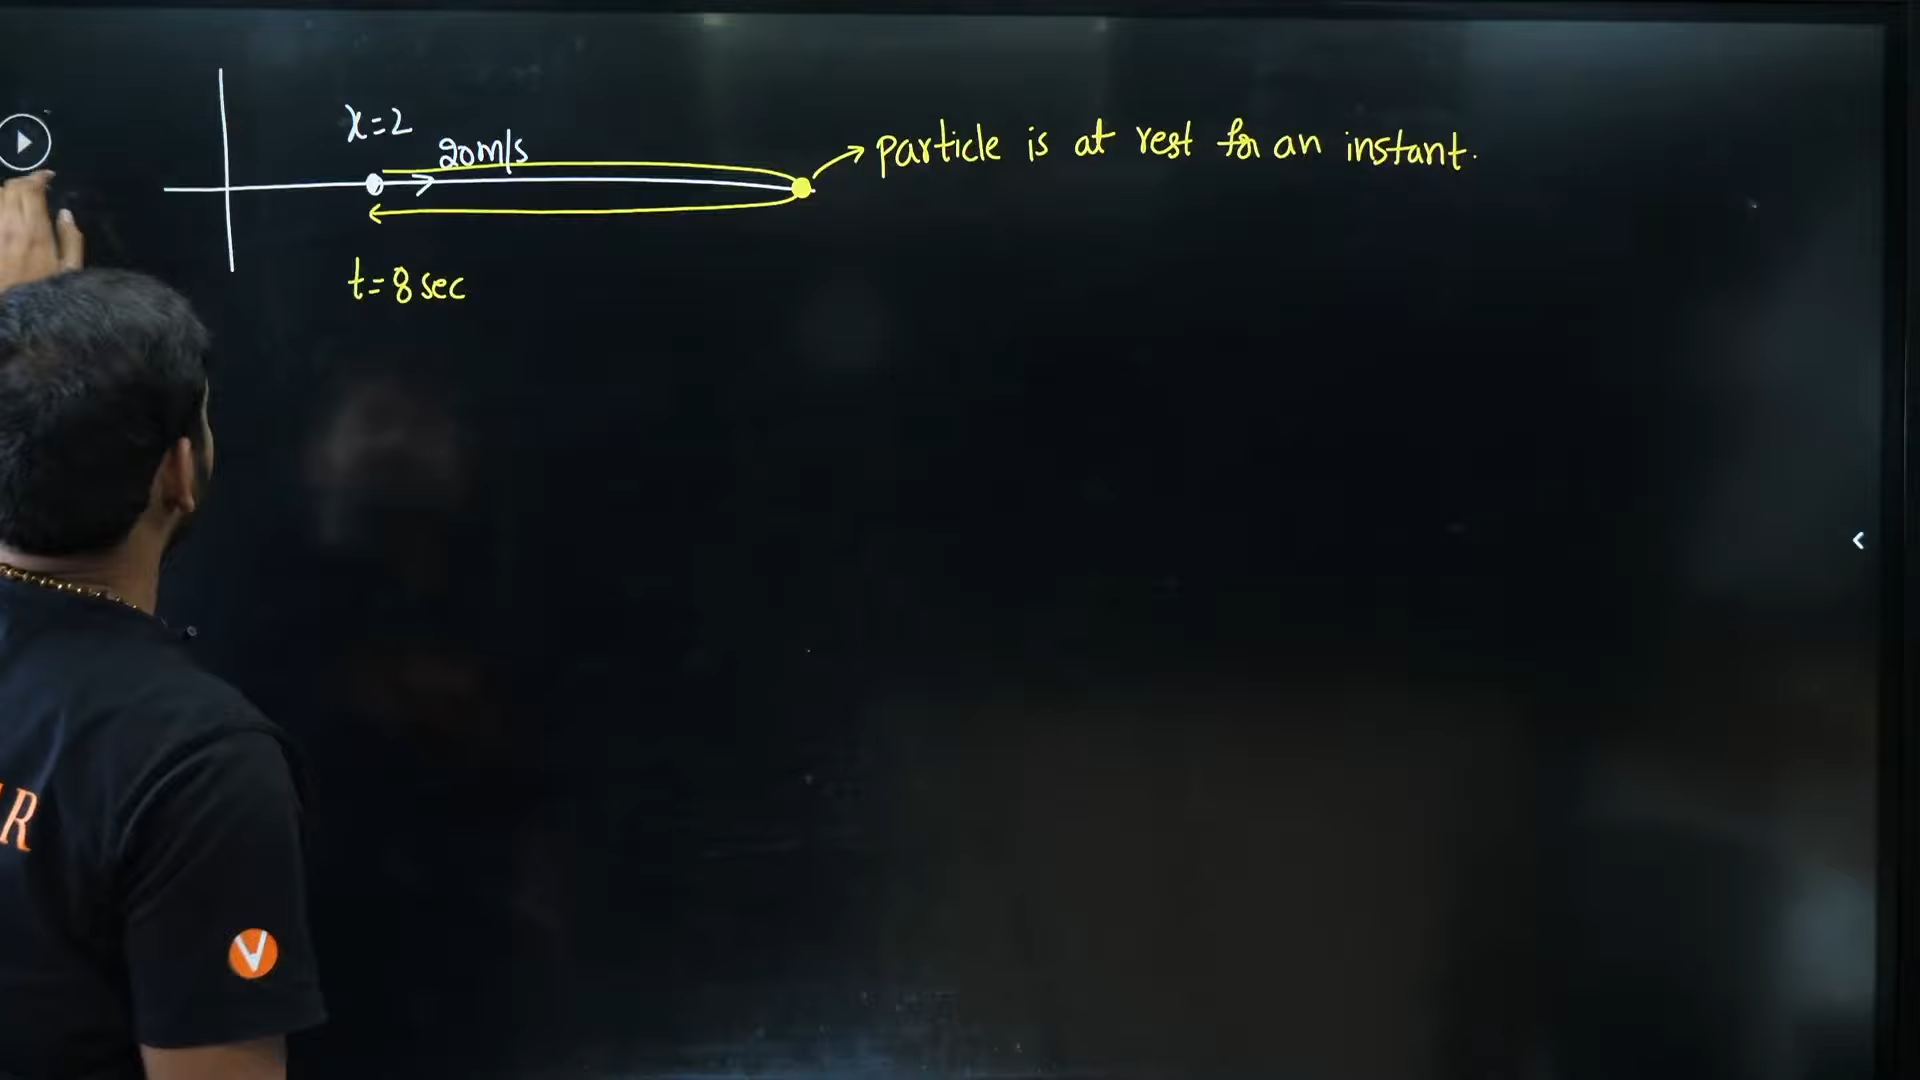 x=2
20m/s
particle is at rest for an instant.
t=8 sec
R